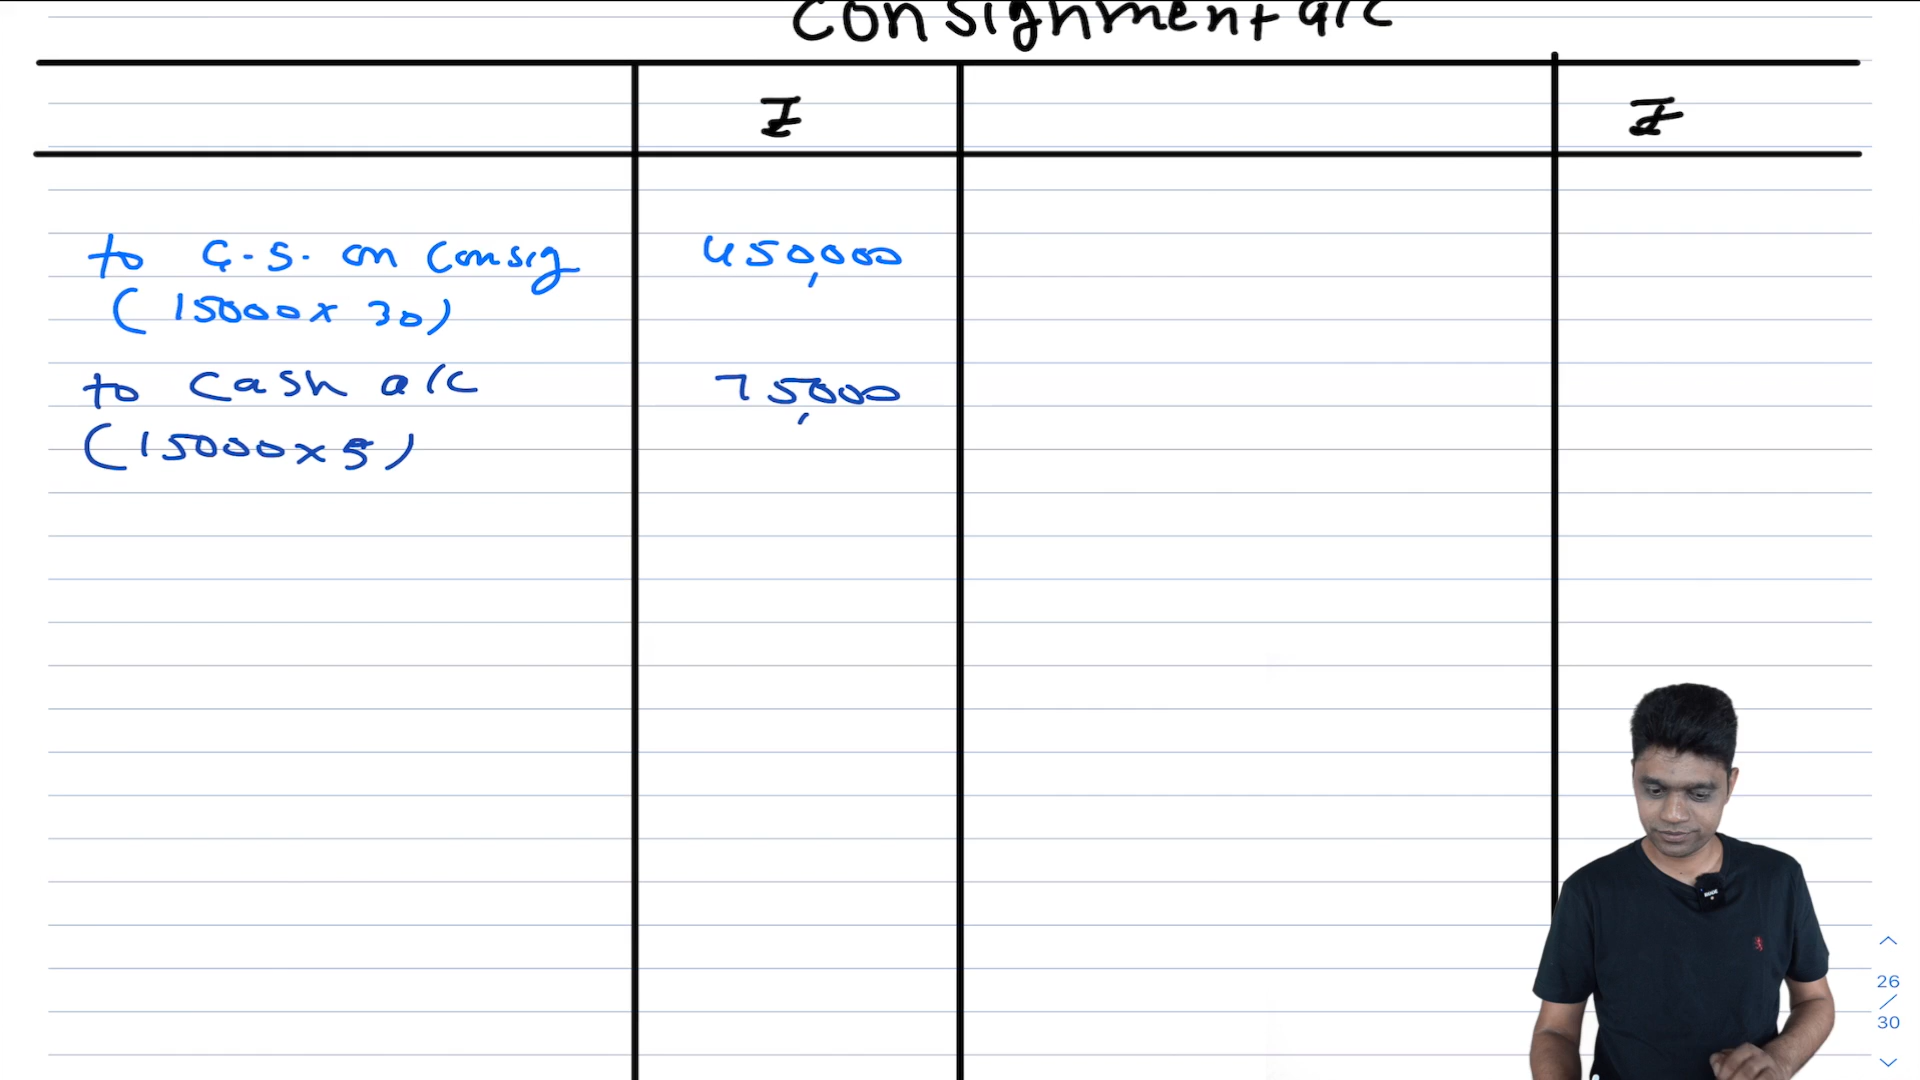 Consignment a/c
₹ ₹
to G.S. on Consig 450,000
(15000 x 30)
to Cash a/c 75,000
(15000 x 5)
26
/
30